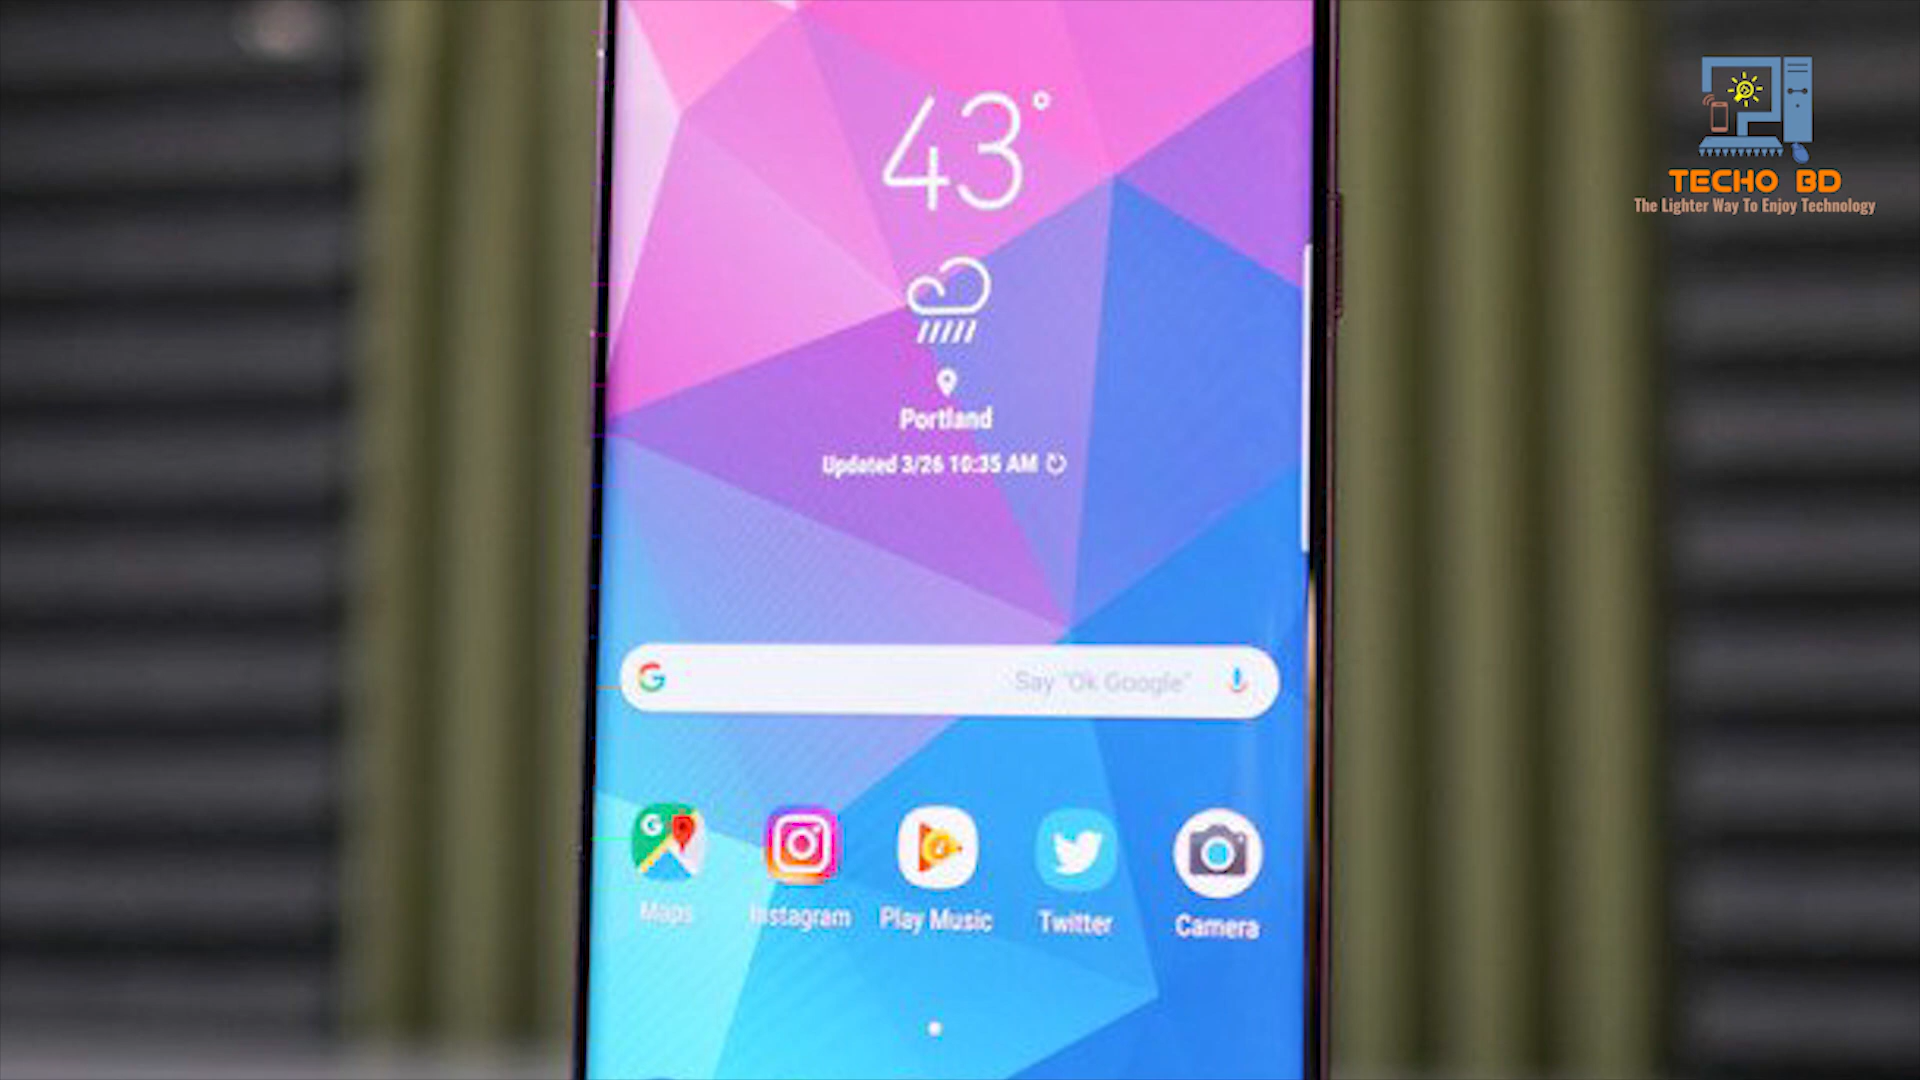 43°
Portland
Updated 3/26 10:35 AM
G
Say "Ok Google"
G
Maps
Instagram
Play Music
Twitter
Camera
TECHO BD
The Lighter Way To Enjoy Technology